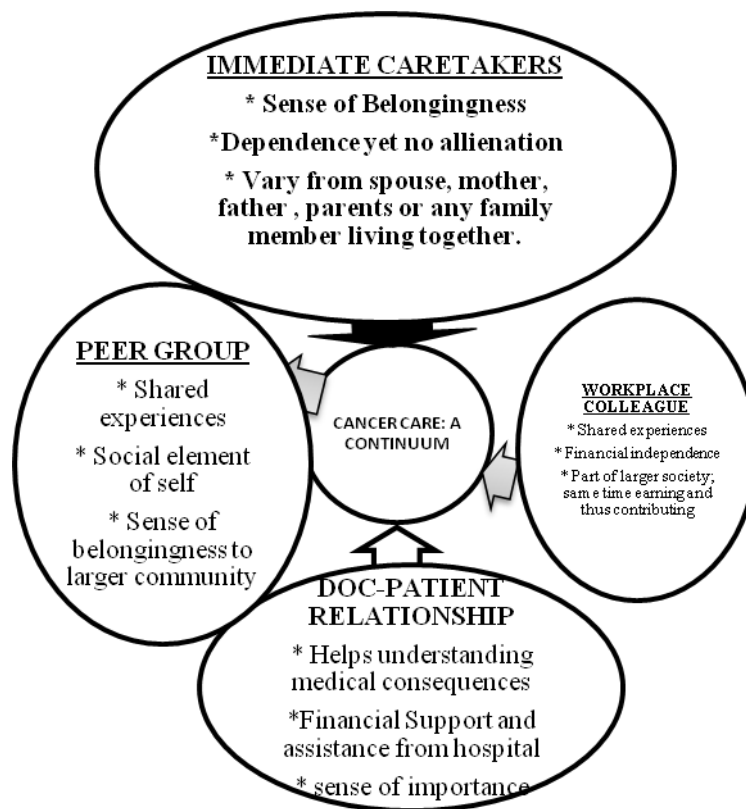 IMMEDIATE CARETAKERS
* Sense of Belongingness
*Dependence yet no allienation
* Vary from spouse, mother,
father , parents or any family
member living together.
PEER GROUP
* Shared
experiences
* Social element
of self
* Sense of
belongingness to
larger community
CANCER CARE: A
CONTINUUM
WORKPLACE
COLLEAGUE
* Shared experiences
* Financial independence
* Part of larger society;
same time earning and
thus contributing
DOC-PATIENT
RELATIONSHIP
* Helps understanding
medical consequences
*Financial Support and
assistance from hospital
* sense of importance